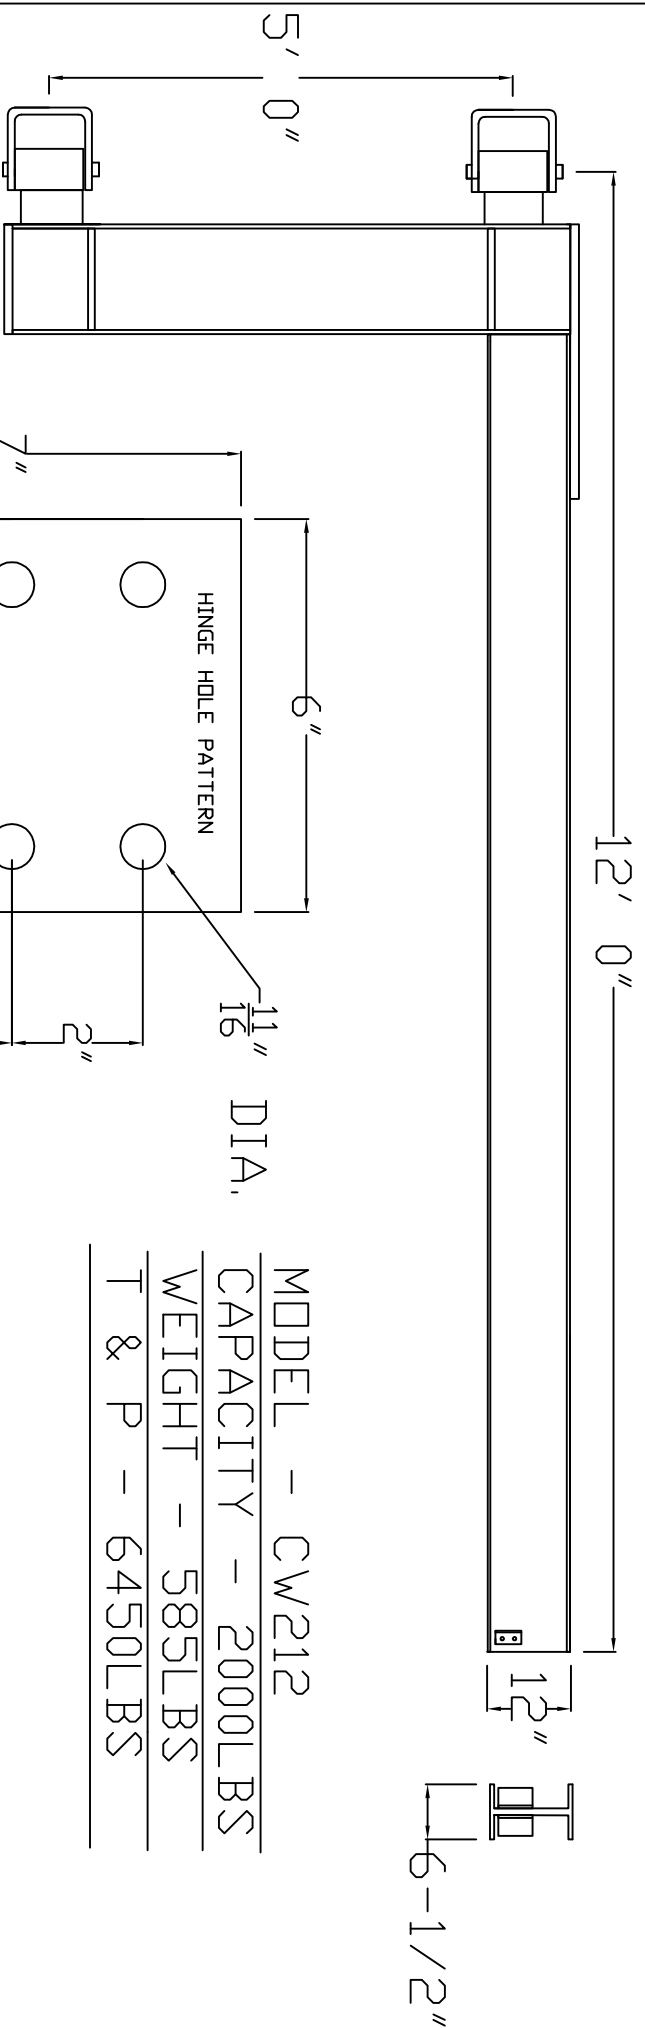 12' 0"
5' 0"
12"
6-1/2"
6"
7"
HINGE HOLE PATTERN
11/16" DIA.
2"
MODEL - CW212
CAPACITY - 2000LBS
WEIGHT - 585LBS
T & P - 6450LBS